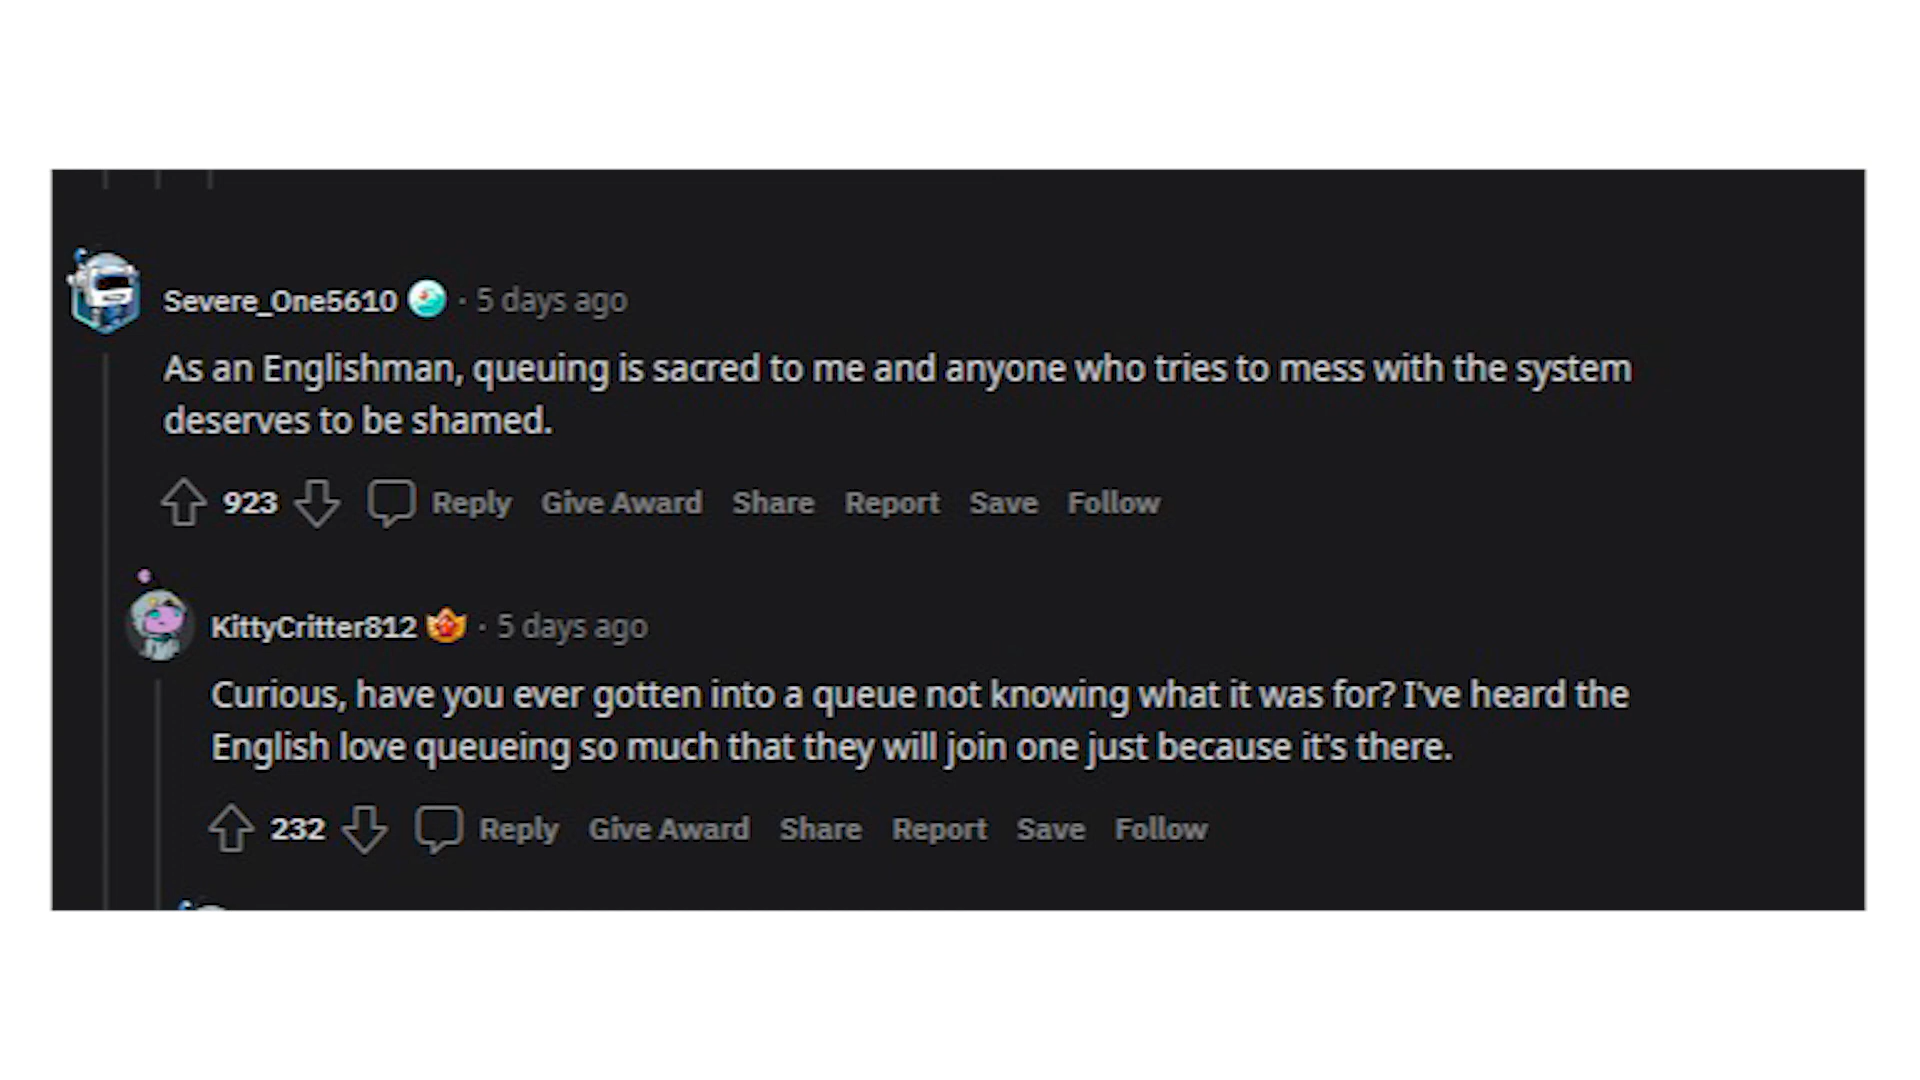 Severe_One5610 · 5 days ago
As an Englishman, queuing is sacred to me and anyone who tries to mess with the system
deserves to be shamed.
923 Reply Give Award Share Report Save Follow
KittyCritter812 · 5 days ago
Curious, have you ever gotten into a queue not knowing what it was for? I've heard the
English love queueing so much that they will join one just because it's there.
232 Reply Give Award Share Report Save Follow